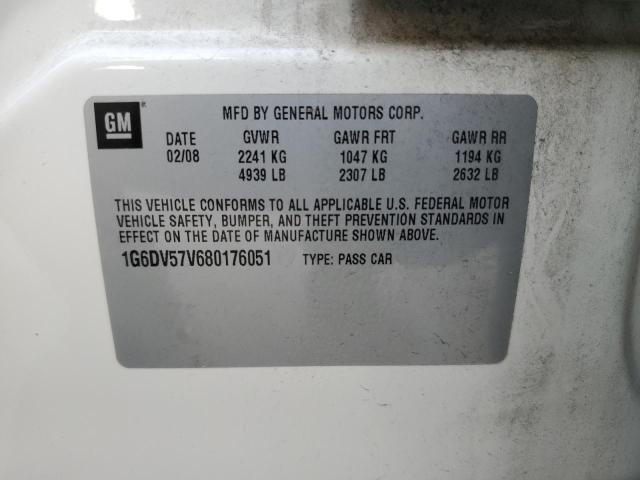 GM
MFD BY GENERAL MOTORS CORP.
DATE GVWR GAWR FRT GAWR RR
02/08 2241 KG 1047 KG 1194 KG
4939 LB 2307 LB 2632 LB
THIS VEHICLE CONFORMS TO ALL APPLICABLE U.S. FEDERAL MOTOR
VEHICLE SAFETY, BUMPER, AND THEFT PREVENTION STANDARDS IN
EFFECT ON THE DATE OF MANUFACTURE SHOWN ABOVE.
1G6DV57V680176051 TYPE: PASS CAR